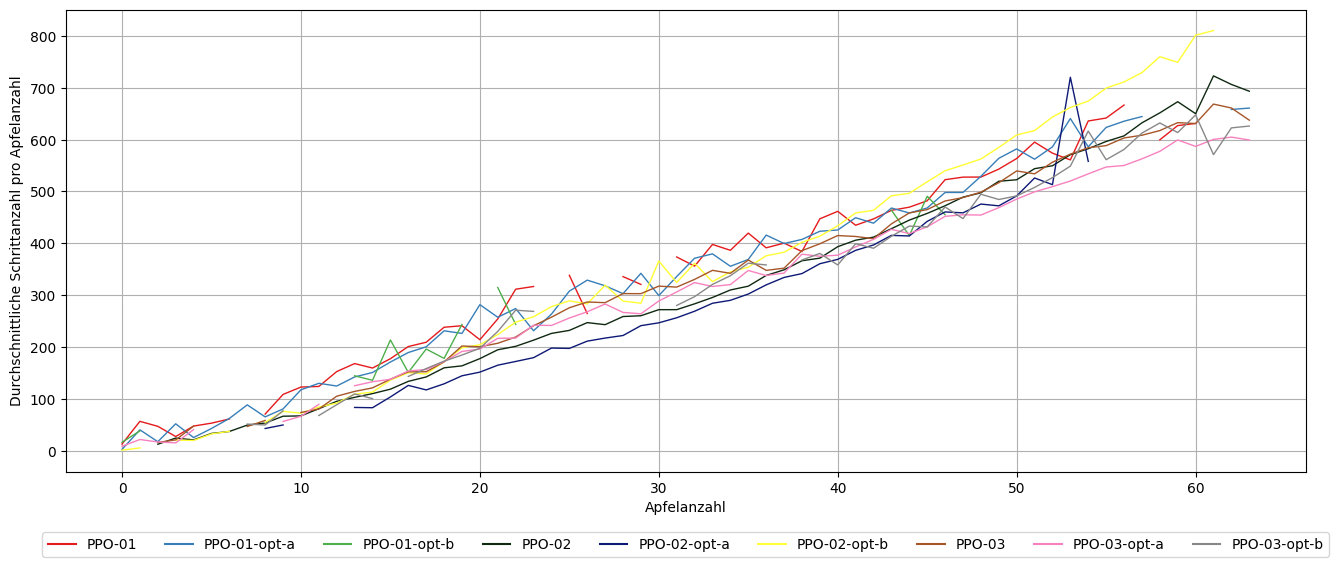 Durchschnittliche Schrittanzahl pro Apfelanzahl
800
700
600
500
400
300
200
100
0
0 10 20 30 40 50 60
Apfelanzahl
PPO-01 PPO-01-opt-a PPO-01-opt-b PPO-02 PPO-02-opt-a PPO-02-opt-b PPO-03 PPO-03-opt-a PPO-03-opt-b